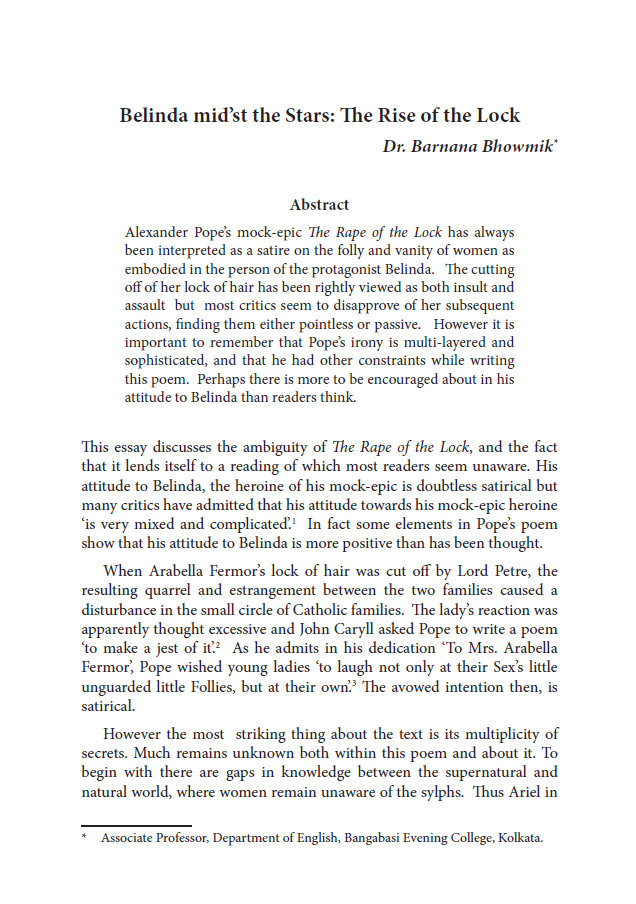 Belinda mid’st the Stars: The Rise of the Lock
Dr. Barnana Bhowmik*
Abstract
Alexander Pope’s mock-epic The Rape of the Lock has always
been interpreted as a satire on the folly and vanity of women as
embodied in the person of the protagonist Belinda. The cutting
off of her lock of hair has been rightly viewed as both insult and
assault but most critics seem to disapprove of her subsequent
actions, finding them either pointless or passive. However it is
important to remember that Pope’s irony is multi-layered and
sophisticated, and that he had other constraints while writing
this poem. Perhaps there is more to be encouraged about in his
attitude to Belinda than readers think.
This essay discusses the ambiguity of The Rape of the Lock, and the fact
that it lends itself to a reading of which most readers seem unaware. His
attitude to Belinda, the heroine of his mock-epic is doubtless satirical but
many critics have admitted that his attitude towards his mock-epic heroine
‘is very mixed and complicated’.1 In fact some elements in Pope’s poem
show that his attitude to Belinda is more positive than has been thought.
When Arabella Fermor’s lock of hair was cut off by Lord Petre, the
resulting quarrel and estrangement between the two families caused a
disturbance in the small circle of Catholic families. The lady’s reaction was
apparently thought excessive and John Caryll asked Pope to write a poem
‘to make a jest of it’.2 As he admits in his dedication ‘To Mrs. Arabella
Fermor’, Pope wished young ladies ‘to laugh not only at their Sex’s little
unguarded little Follies, but at their own’.3 The avowed intention then, is
satirical.
However the most striking thing about the text is its multiplicity of
secrets. Much remains unknown both within this poem and about it. To
begin with there are gaps in knowledge between the supernatural and
natural world, where women remain unaware of the sylphs. Thus Ariel in
* Associate Professor, Department of English, Bangabasi Evening College, Kolkata.